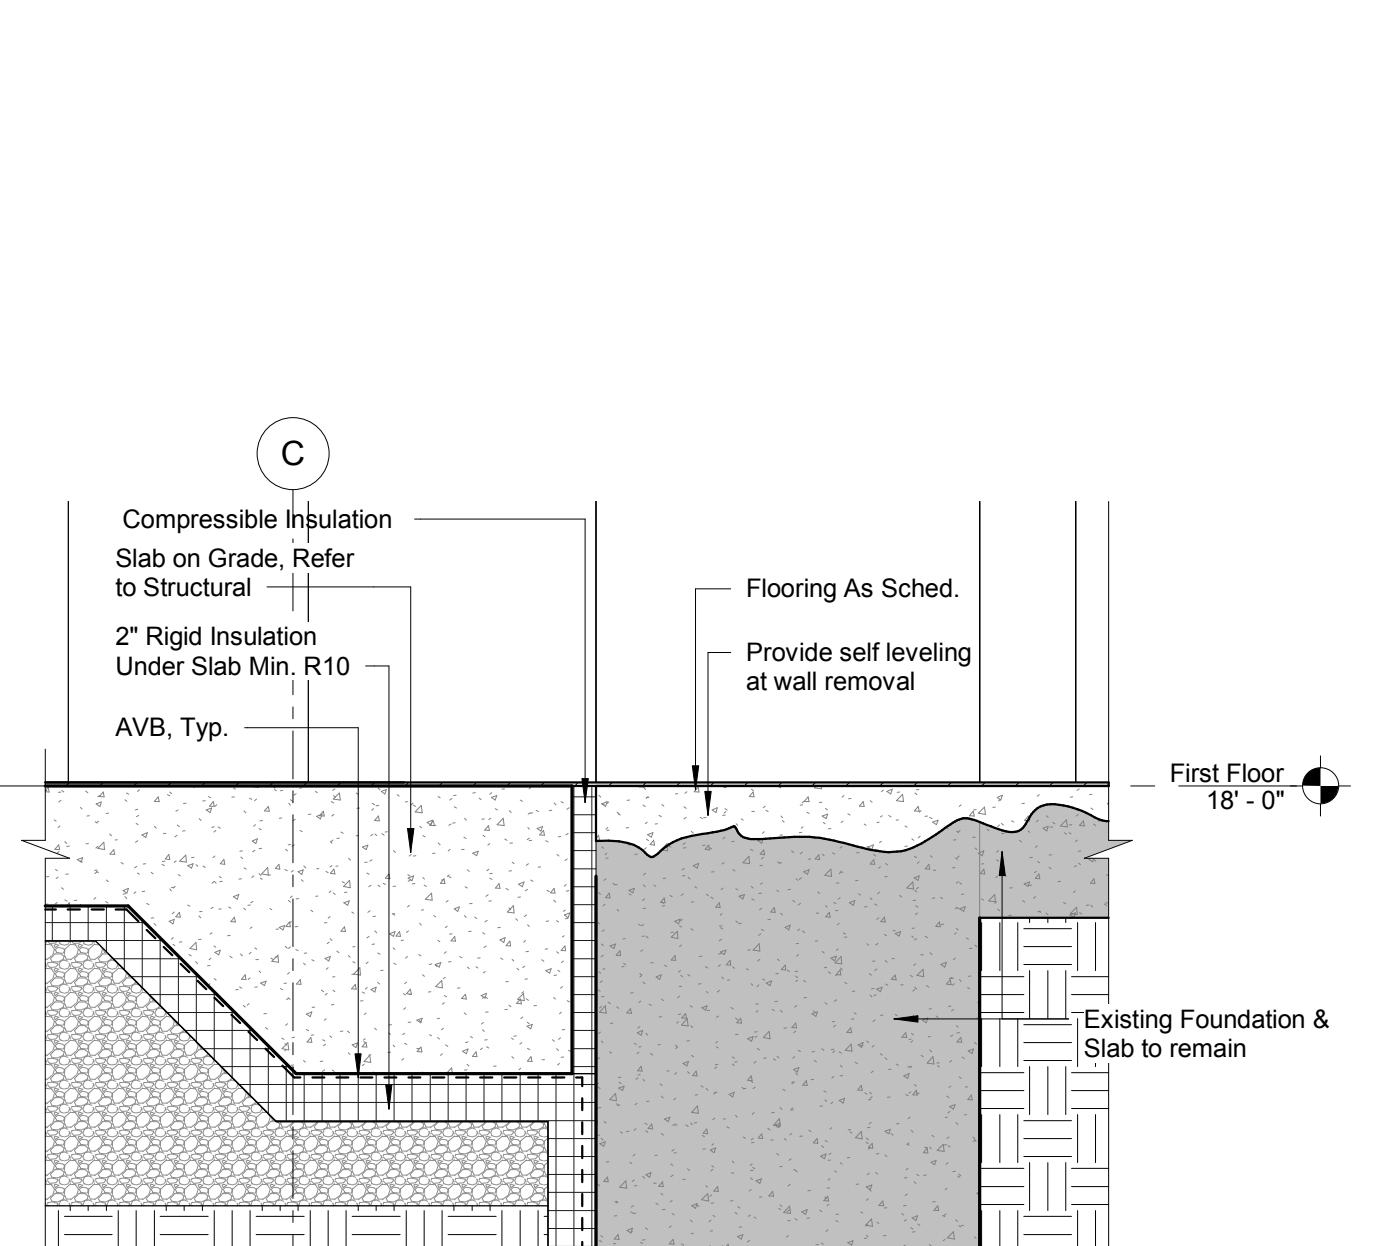 C
Compressible Insulation
Slab on Grade, Refer
to Structural
2" Rigid Insulation
Under Slab Min. R10
AVB, Typ.
Flooring As Sched.
Provide self leveling
at wall removal
First Floor
18' - 0"
Existing Foundation &
Slab to remain